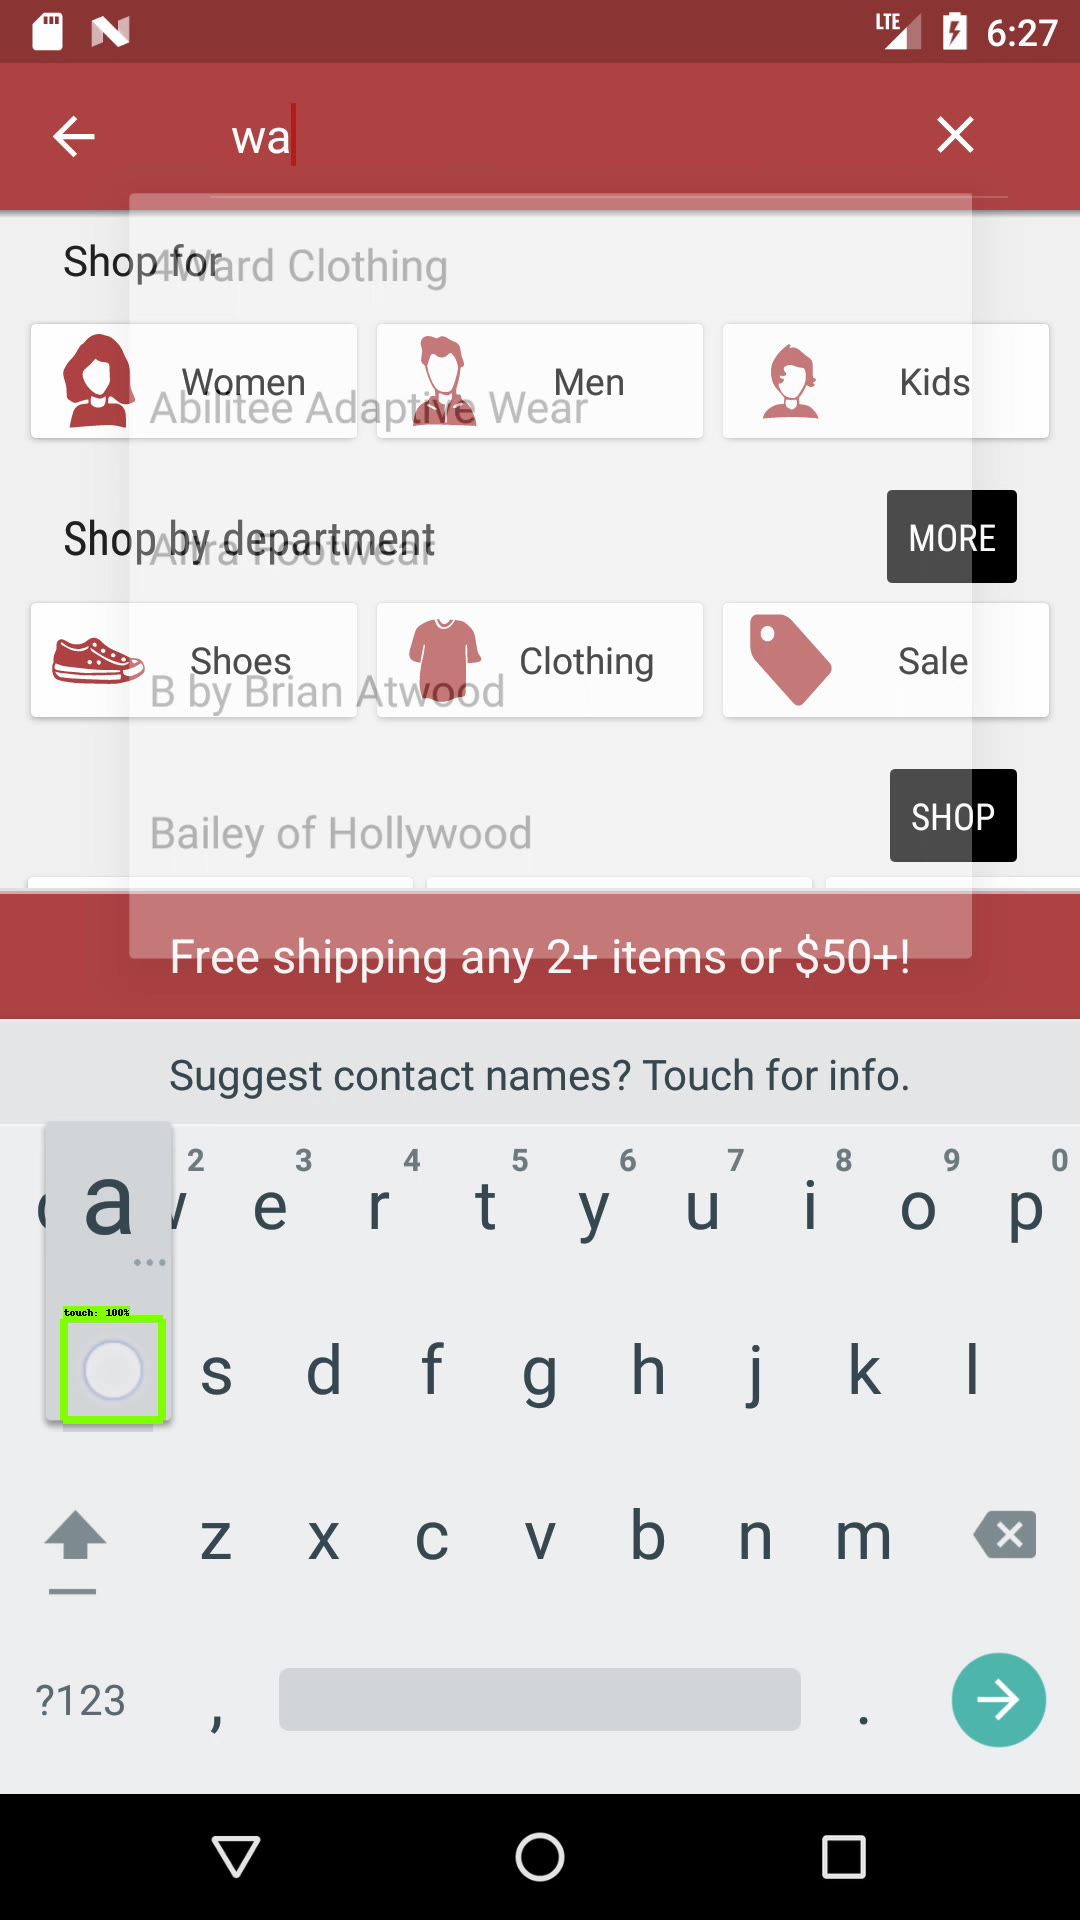 LTE 6:27
wa
Shop for
4Ward Clothing
Women Men Kids
Abilitee Adaptive Wear
Shop by department MORE
Ahra Footwear
Shoes Clothing Sale
B by Brian Atwood
SHOP
Bailey of Hollywood
Free shipping any 2+ items or $50+!
Suggest contact names? Touch for info.
2 3 4 5 6 7 8 9 0
a e r t y u i o p
touch: 100%
s d f g h j k l
z x c v b n m
?123 , .